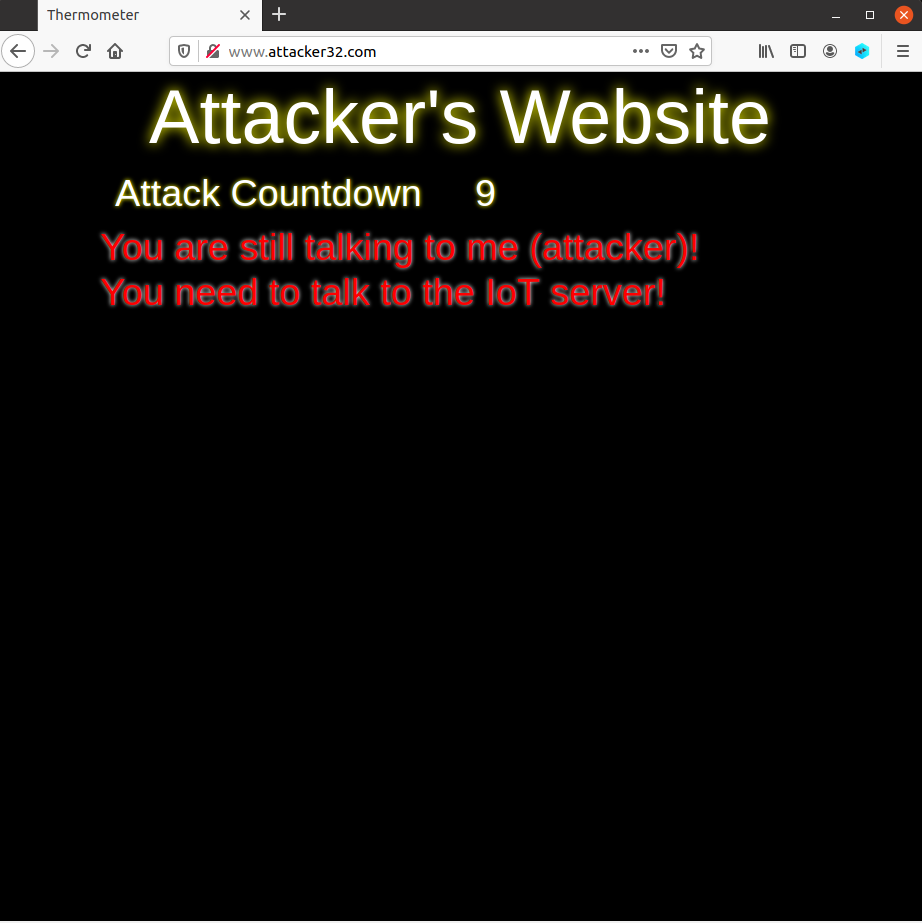 Thermometer
www.attacker32.com
Attacker's Website
Attack Countdown 9
You are still talking to me (attacker)!
You need to talk to the IoT server!